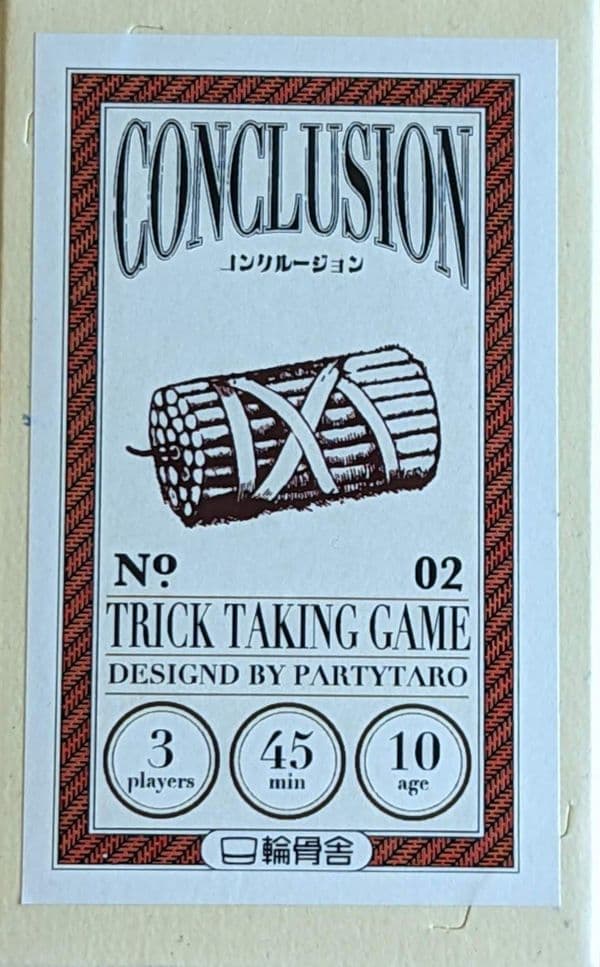 CONCLUSION
コンクルージョン
Nº 02
TRICK TAKING GAME
DESIGND BY PARTYTARO
3
players
45
min
10
age
輪骨舎